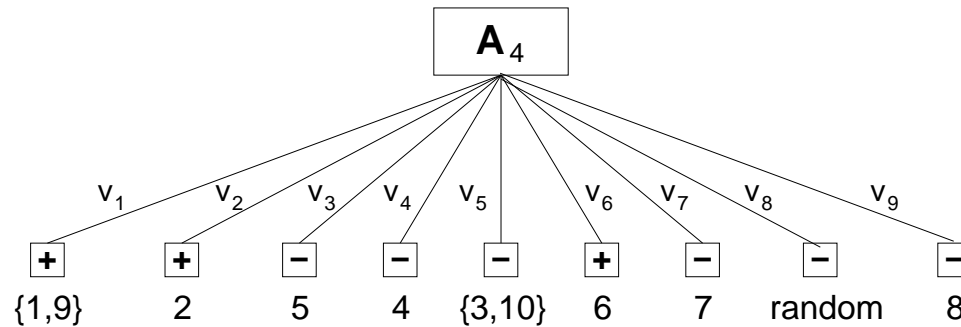 A4
v1 v2 v3 v4 v5 v6 v7 v8 v9
+ + − − − + − − −
{1,9} 2 5 4 {3,10} 6 7 random 8